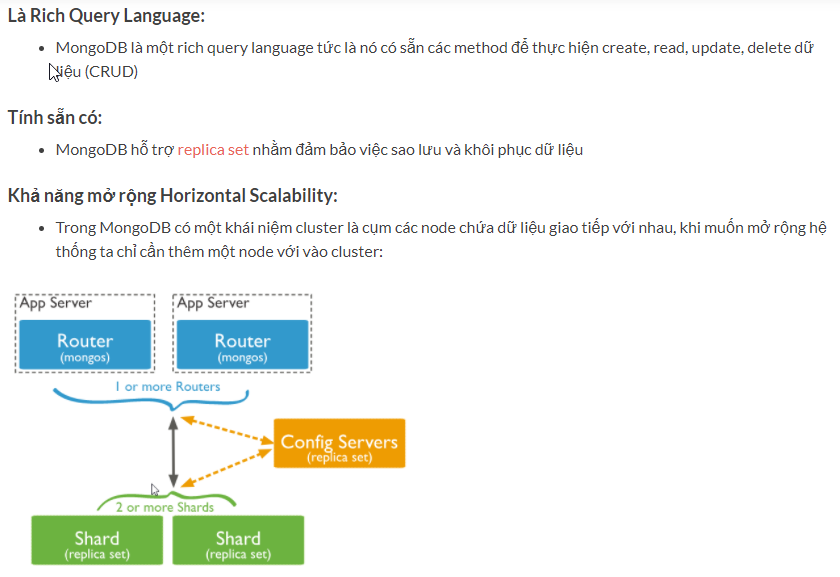 Là Rich Query Language:
MongoDB là một rich query language tức là nó có sẵn các method để thực hiện create, read, update, delete dữ
liệu (CRUD)
Tính sẵn có:
MongoDB hỗ trợ replica set nhằm đảm bảo việc sao lưu và khôi phục dữ liệu
Khả năng mở rộng Horizontal Scalability:
Trong MongoDB có một khái niệm cluster là cụm các node chứa dữ liệu giao tiếp với nhau, khi muốn mở rộng hệ
thống ta chỉ cần thêm một node với vào cluster:
App Server
App Server
Router
(mongos)
Router
(mongos)
1 or more Routers
Config Servers
(replica set)
2 or more Shards
Shard
(replica set)
Shard
(replica set)